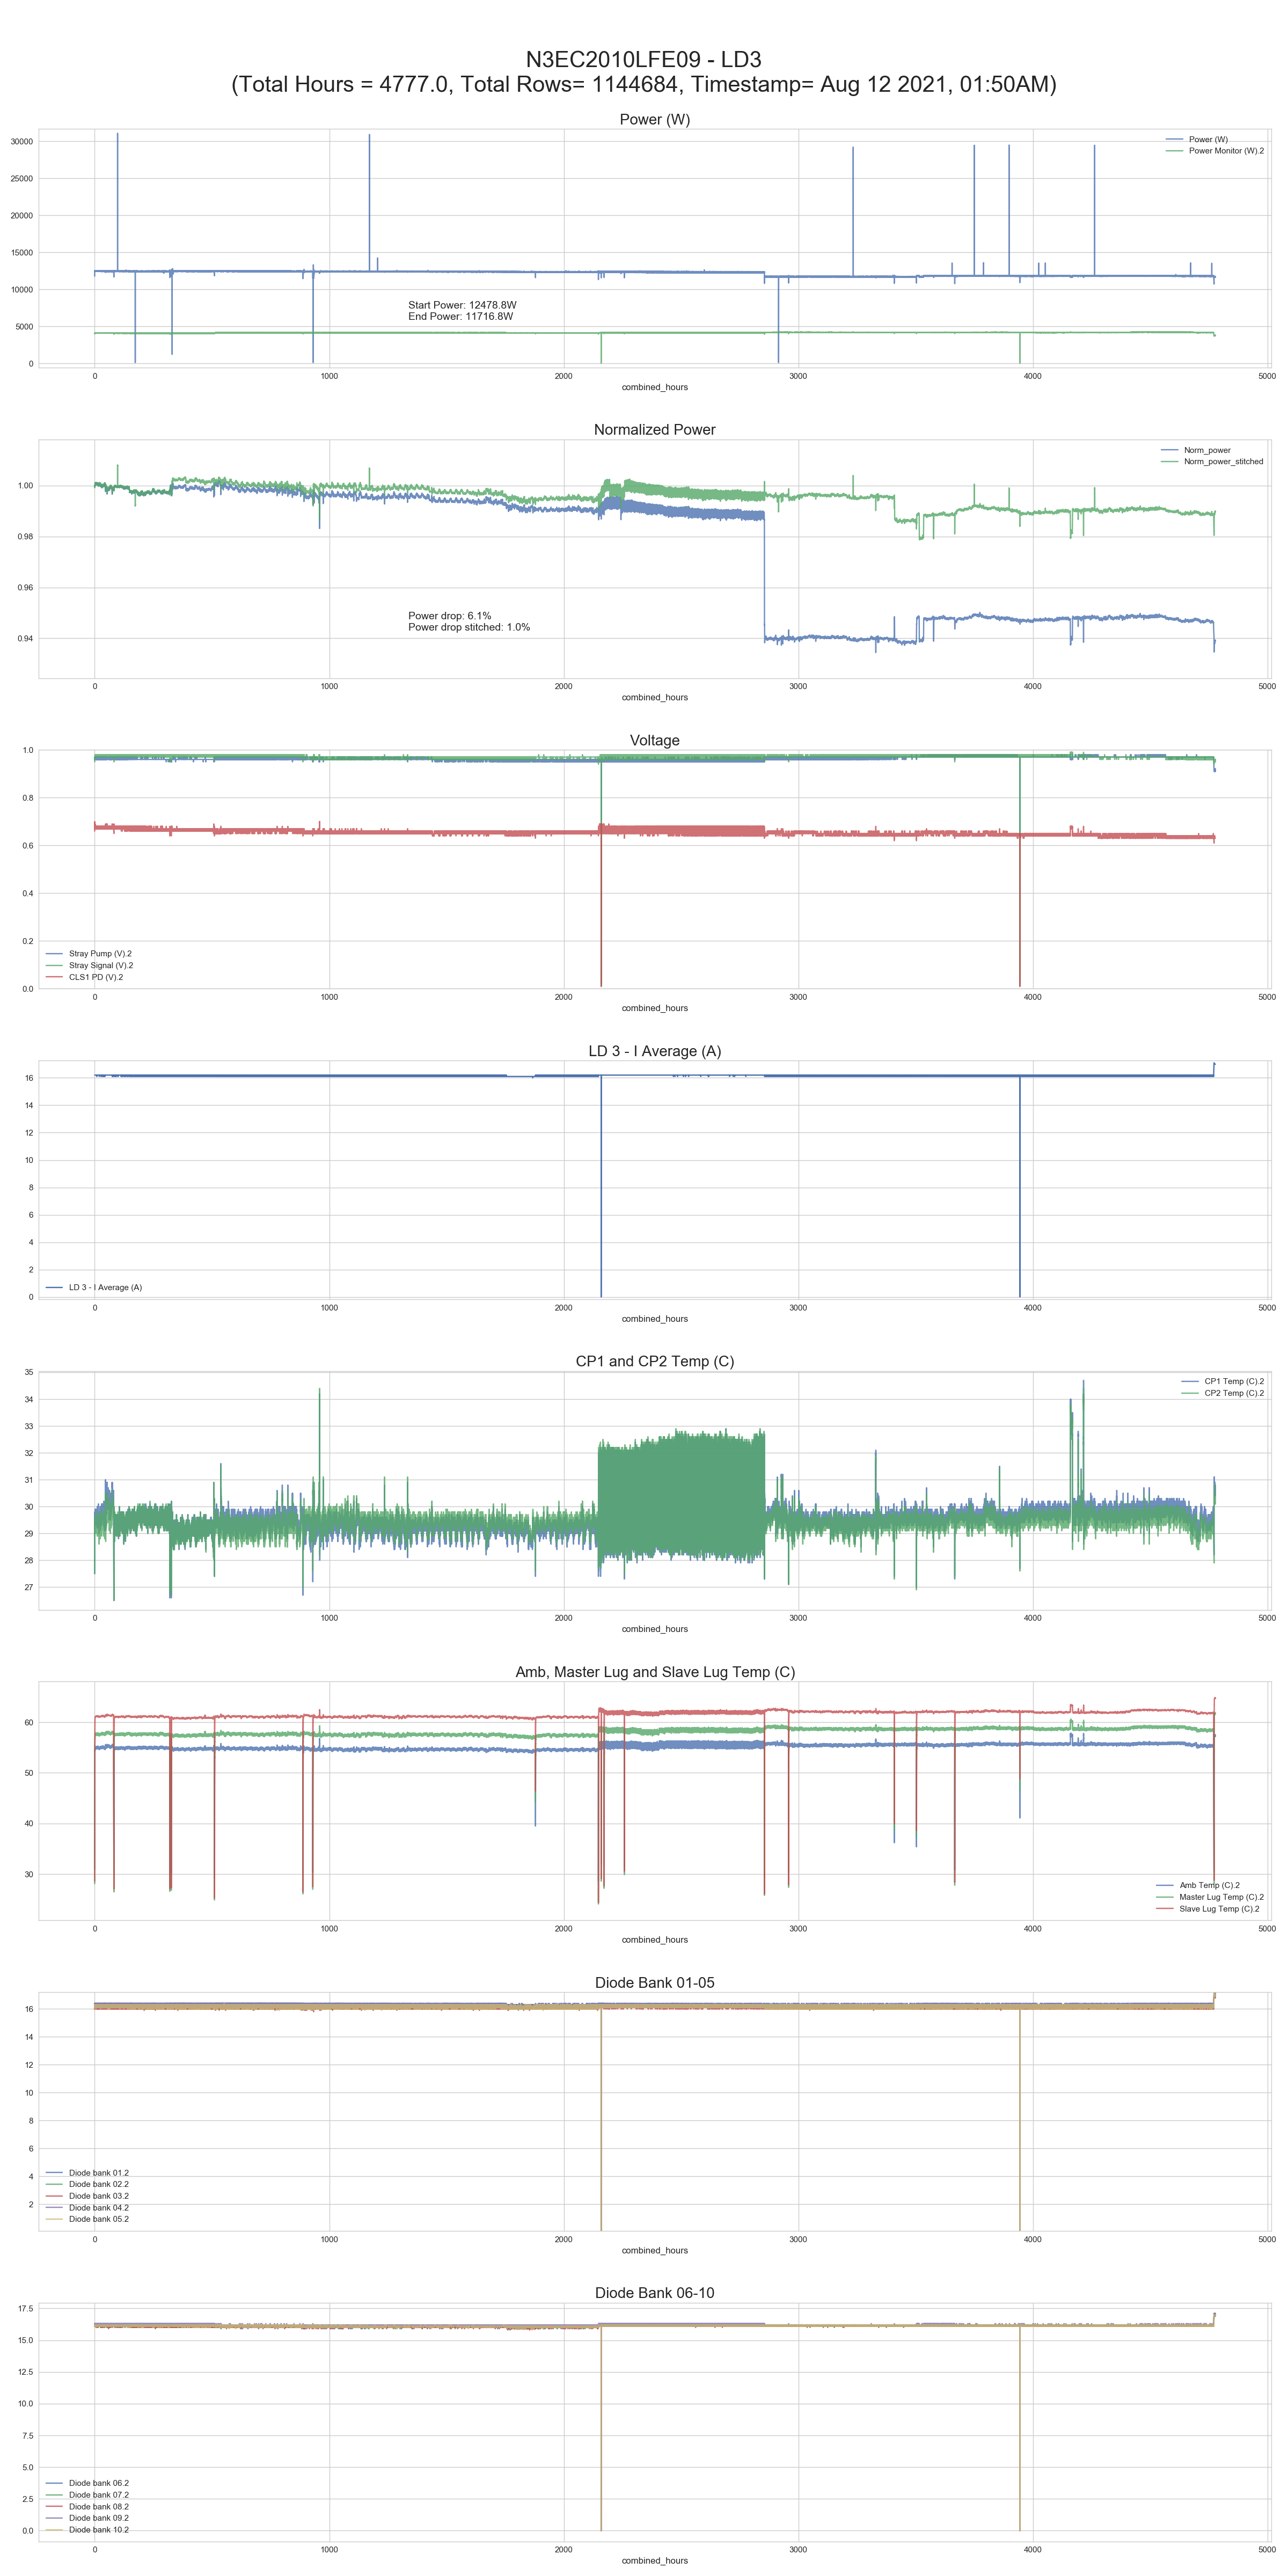 N3EC2010LFE09 - LD3
(Total Hours = 4777.0, Total Rows= 1144684, Timestamp= Aug 12 2021, 01:50AM)
Power (W)
30000
25000
20000
15000
10000
5000
0
Power (W)
Power Monitor (W).2
Start Power: 12478.8W
End Power: 11716.8W
0 1000 2000 3000 4000 5000
combined_hours
Normalized Power
1.00
0.98
0.96
0.94
Norm_power
Norm_power_stitched
Power drop: 6.1%
Power drop stitched: 1.0%
0 1000 2000 3000 4000 5000
combined_hours
Voltage
1.0
0.8
0.6
0.4
0.2
0.0
Stray Pump (V).2
Stray Signal (V).2
CLS1 PD (V).2
0 1000 2000 3000 4000 5000
combined_hours
LD 3 - I Average (A)
16
14
12
10
8
6
4
2
0
LD 3 - I Average (A)
0 1000 2000 3000 4000 5000
combined_hours
CP1 and CP2 Temp (C)
35
34
33
32
31
30
29
28
27
CP1 Temp (C).2
CP2 Temp (C).2
0 1000 2000 3000 4000 5000
combined_hours
Amb, Master Lug and Slave Lug Temp (C)
60
50
40
30
Amb Temp (C).2
Master Lug Temp (C).2
Slave Lug Temp (C).2
0 1000 2000 3000 4000 5000
combined_hours
Diode Bank 01-05
16
14
12
10
8
6
4
2
Diode bank 01.2
Diode bank 02.2
Diode bank 03.2
Diode bank 04.2
Diode bank 05.2
0 1000 2000 3000 4000 5000
combined_hours
Diode Bank 06-10
17.5
15.0
12.5
10.0
7.5
5.0
2.5
0.0
Diode bank 06.2
Diode bank 07.2
Diode bank 08.2
Diode bank 09.2
Diode bank 10.2
0 1000 2000 3000 4000 5000
combined_hours